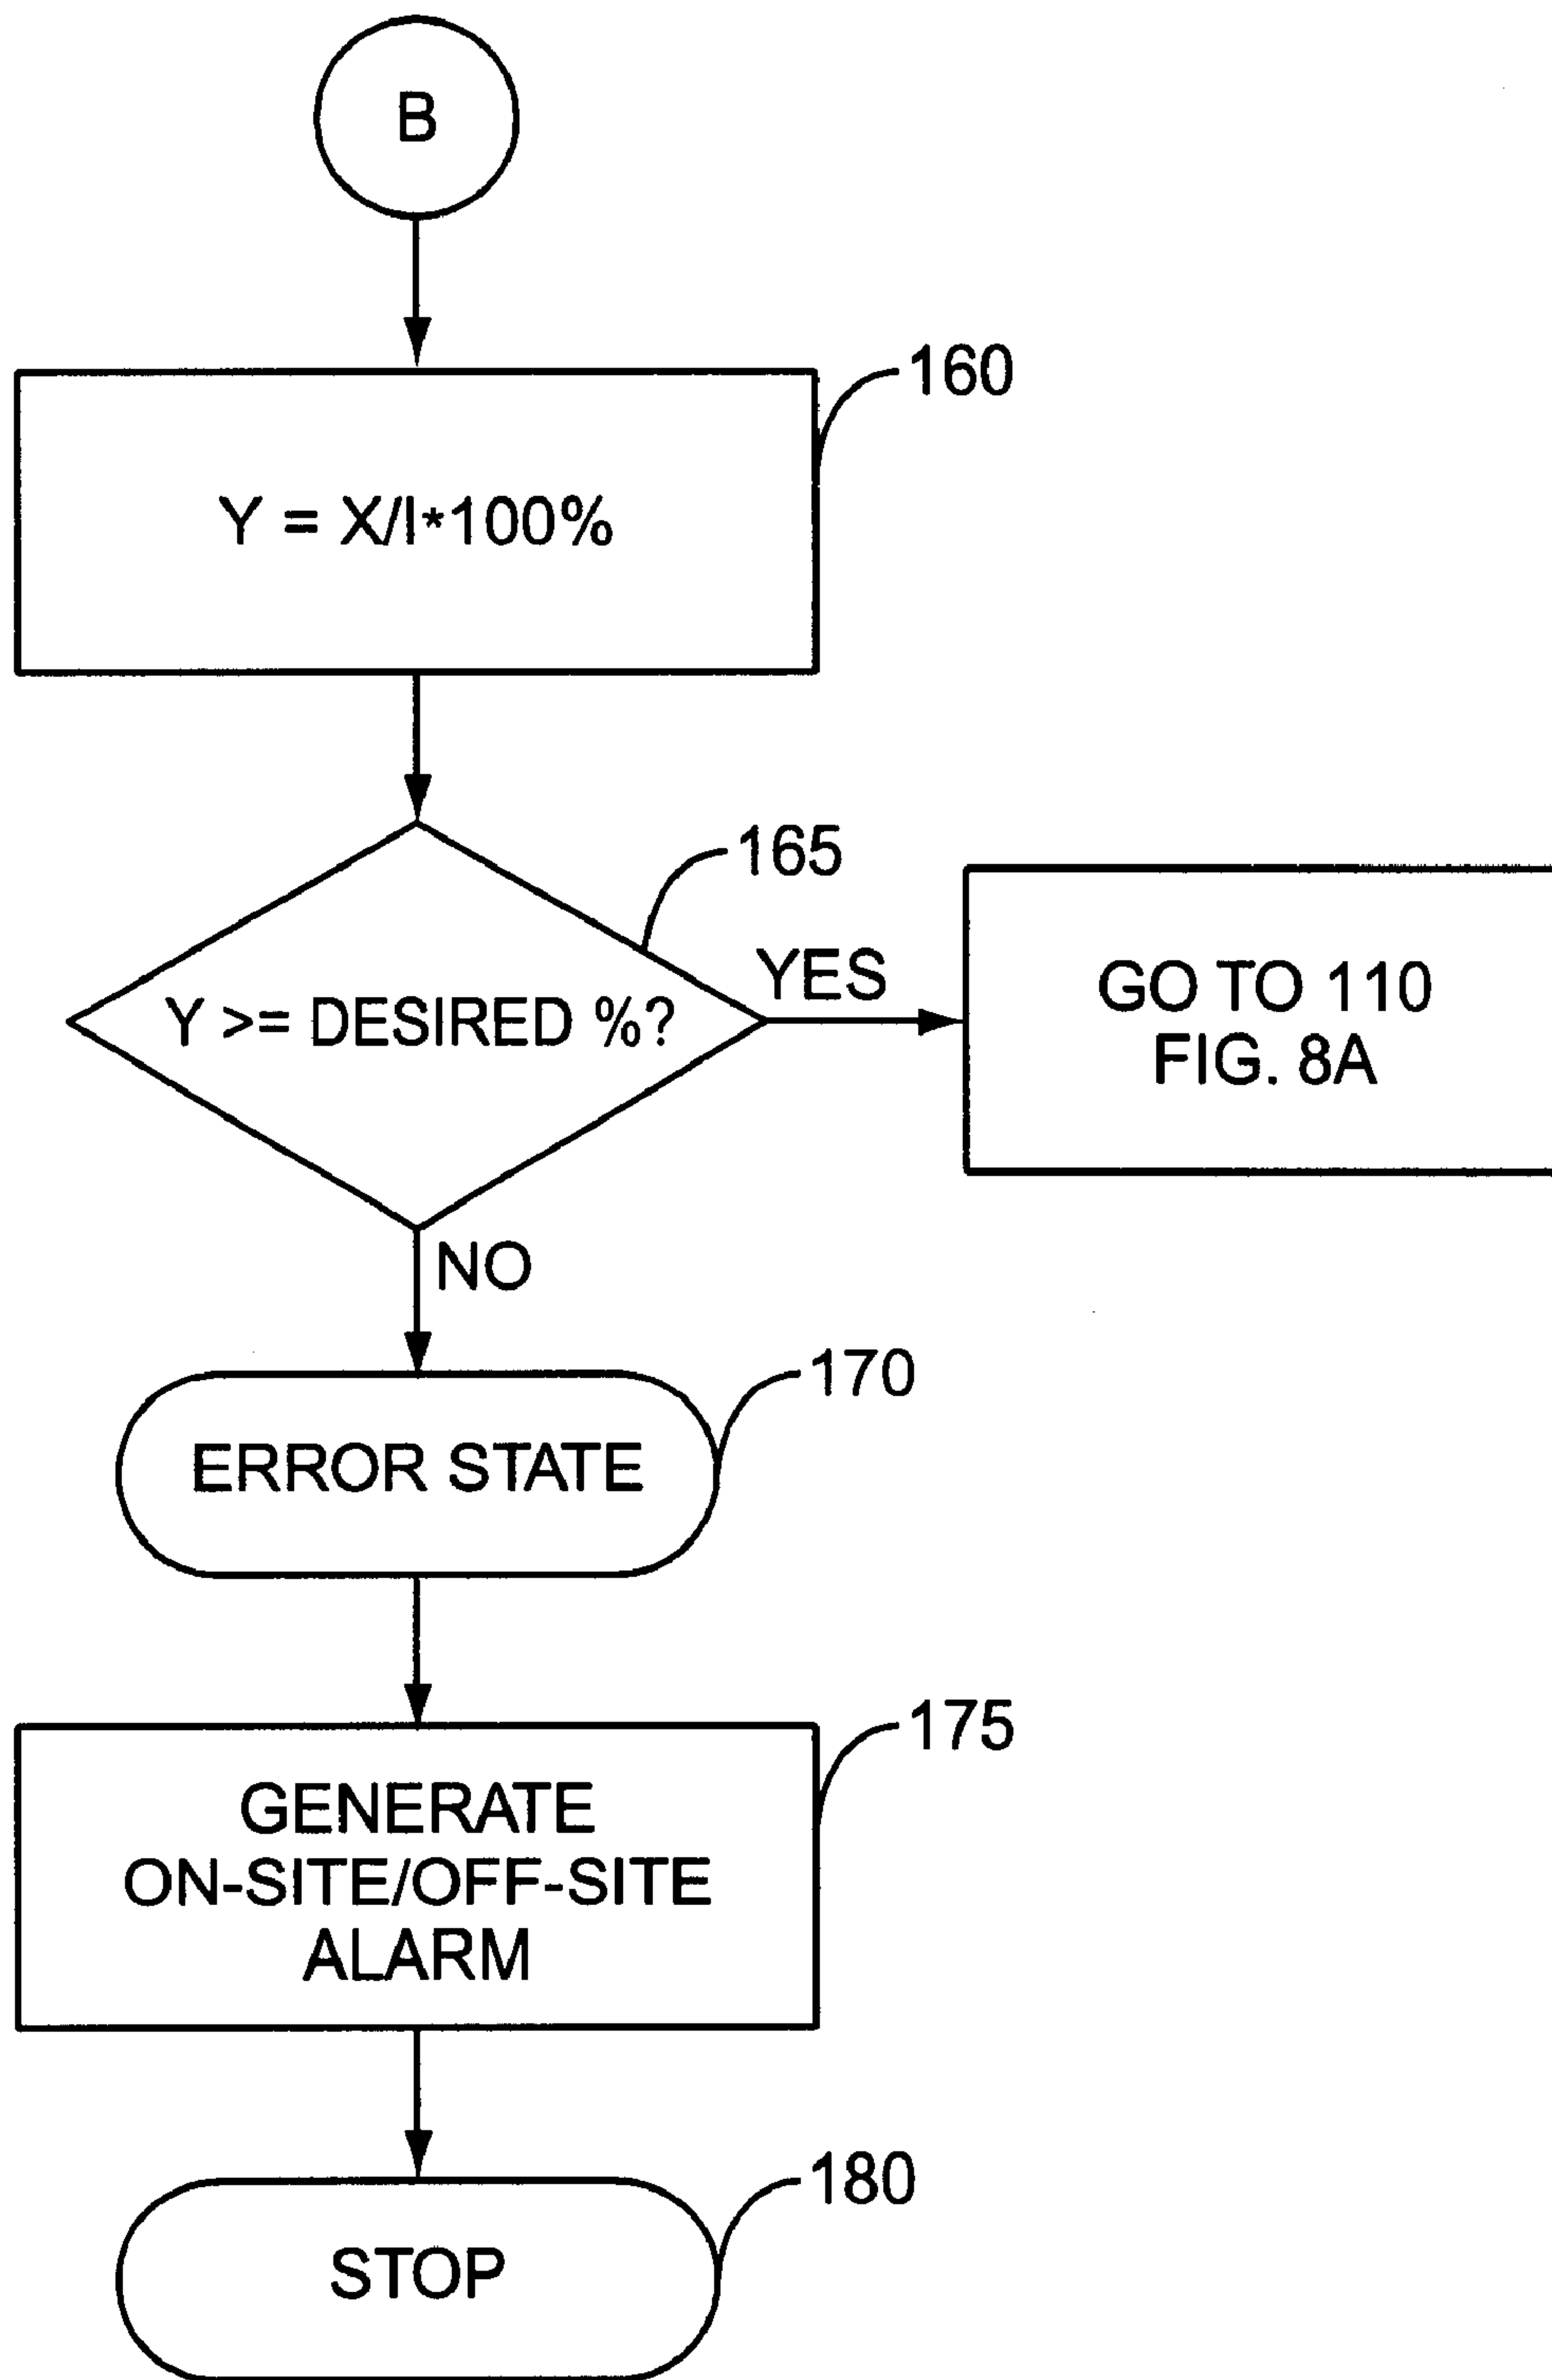 B
160
Y = X/I*100%
165
Y >= DESIRED %?
YES
GO TO 110
FIG. 8A
NO
170
ERROR STATE
175
GENERATE
ON-SITE/OFF-SITE
ALARM
180
STOP